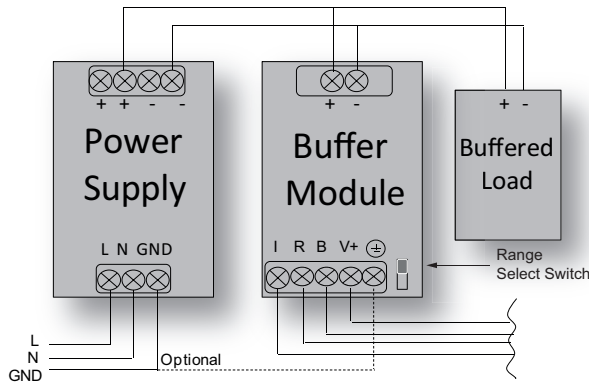 + + - -
Power
Supply
L N GND
+ -
Buffer
Module
I R B V+
+ -
Buffered
Load
Range
Select Switch
L
N
GND
Optional